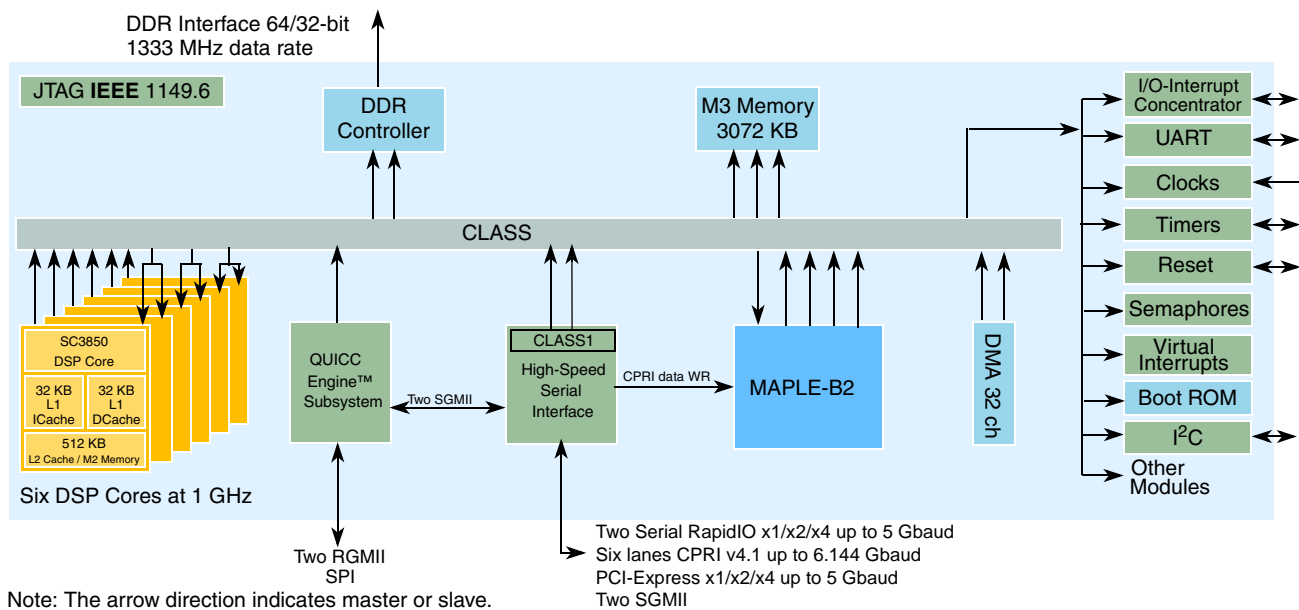 DDR Interface 64/32-bit
1333 MHz data rate
JTAG IEEE 1149.6
DDR
Controller
M3 Memory
3072 KB
I/O-Interrupt
Concentrator
UART
Clocks
Timers
Reset
Semaphores
Virtual
Interrupts
Boot ROM
I²C
Other
Modules
CLASS
SC3850
DSP Core
32 KB
L1
ICache
32 KB
L1
DCache
512 KB
L2 Cache / M2 Memory
Six DSP Cores at 1 GHz
QUICC
Engine™
Subsystem
Two SGMII
CLASS1
High-Speed
Serial
Interface
CPRI data WR
MAPLE-B2
DMA 32 ch
Two RGMII
SPI
Two Serial RapidIO x1/x2/x4 up to 5 Gbaud
Six lanes CPRI v4.1 up to 6.144 Gbaud
PCI-Express x1/x2/x4 up to 5 Gbaud
Two SGMII
Note: The arrow direction indicates master or slave.